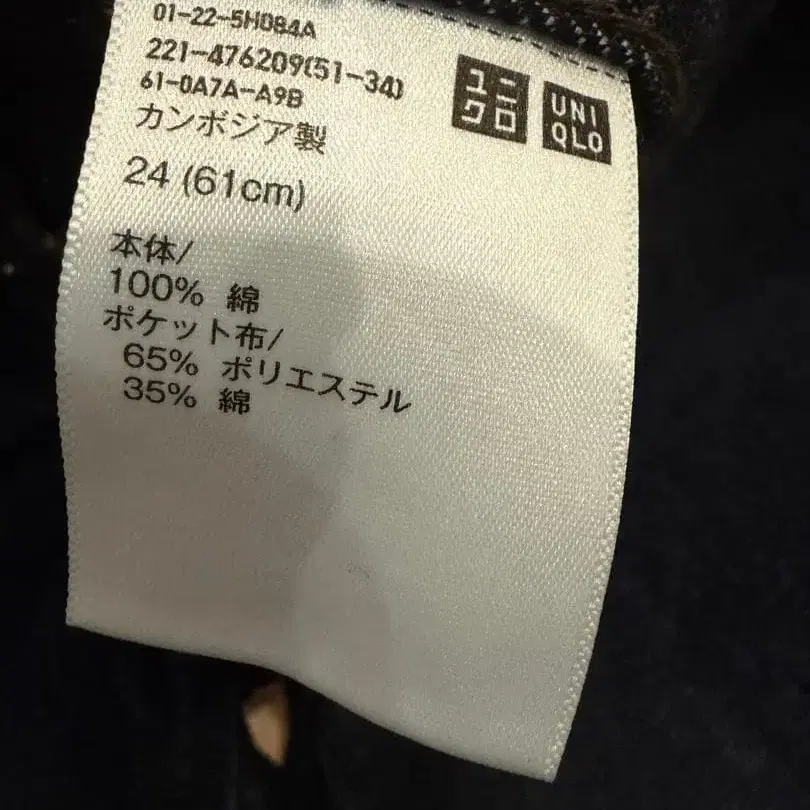 01-22-5H084A
221-476209(51-34)
61-0A7A-A9B
カンボジア製
24 (61cm)
本体/
100% 綿
ポケット布/
65% ポリエステル
35% 綿
ユニ
クロ
UNI
QLO